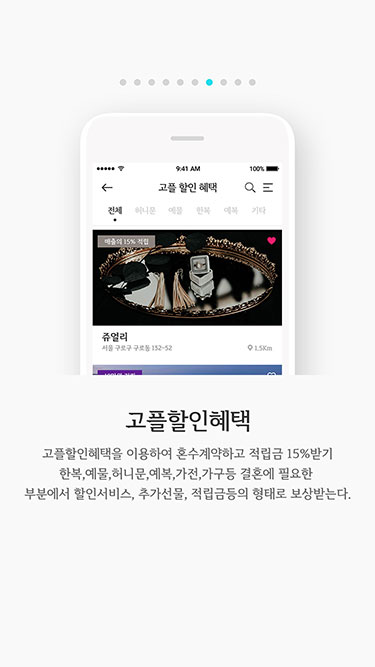 9:41 AM
100%
고플 할인 혜택
전체 허니문 예물 한복 예복 기타
매출의 15% 적립
쥬얼리
서울 구로구 구로동 152-52
1.5Km
고플할인혜택
고플할인혜택을 이용하여 혼수계약하고 적립금 15%받기
한복,예물,허니문,예복,가전,가구등 결혼에 필요한
부분에서 할인서비스, 추가선물, 적립금등의 형태로 보상받는다.